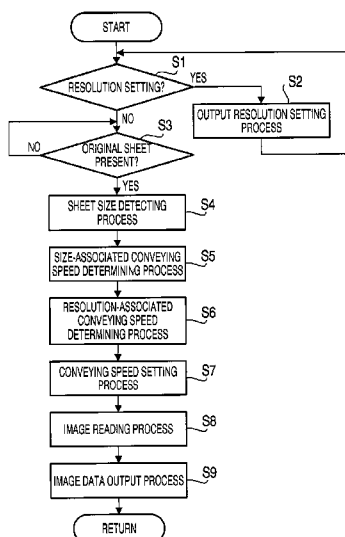 START
S1
RESOLUTION SETTING?
YES
S2
OUTPUT RESOLUTION SETTING
PROCESS
NO
S3
ORIGINAL SHEET
PRESENT?
NO
YES
SHEET SIZE DETECTING
PROCESS
S4
SIZE-ASSOCIATED CONVEYING
SPEED DETERMINING PROCESS
S5
RESOLUTION-ASSOCIATED
CONVEYING SPEED
DETERMINING PROCESS
S6
CONVEYING SPEED SETTING
PROCESS
S7
IMAGE READING PROCESS
S8
IMAGE DATA OUTPUT PROCESS
S9
RETURN